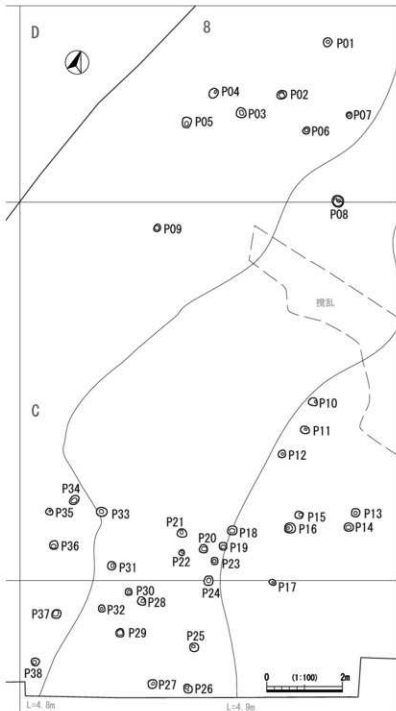 D
8
P01
P04
P02
P03
P07
P05
P06
P08
P09
撹乱
C
P10
P11
P12
P34
P35
P33
P15
P13
P16
P14
P21
P18
P20
P19
P36
P22
P23
P31
P24
P17
P30
P28
P32
P37
P29
P25
P38
P27
P26
0
(1:100)
2m
L=4.8m
L=4.9m